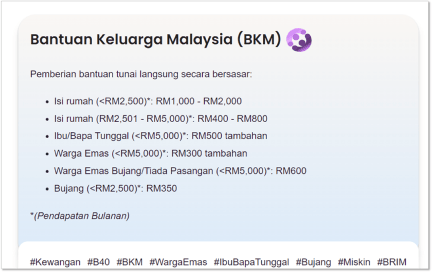 Bantuan Keluarga Malaysia (BKM)
Pemberian bantuan tunai langsung secara bersasar:
• Isi rumah (<RM2,500)*: RM1,000 - RM2,000
• Isi rumah (RM2,501 - RM5,000)*: RM400 - RM800
• Ibu/Bapa Tunggal (<RM5,000)*: RM500 tambahan
• Warga Emas (<RM5,000)*: RM300 tambahan
• Warga Emas Bujang/Tiada Pasangan (<RM5,000)*: RM600
• Bujang (<RM2,500)*: RM350
*(Pendapatan Bulanan)
#Kewangan #B40 #BKM #WargaEmas #IbuBapaTunggal #Bujang #Miskin #BRIM